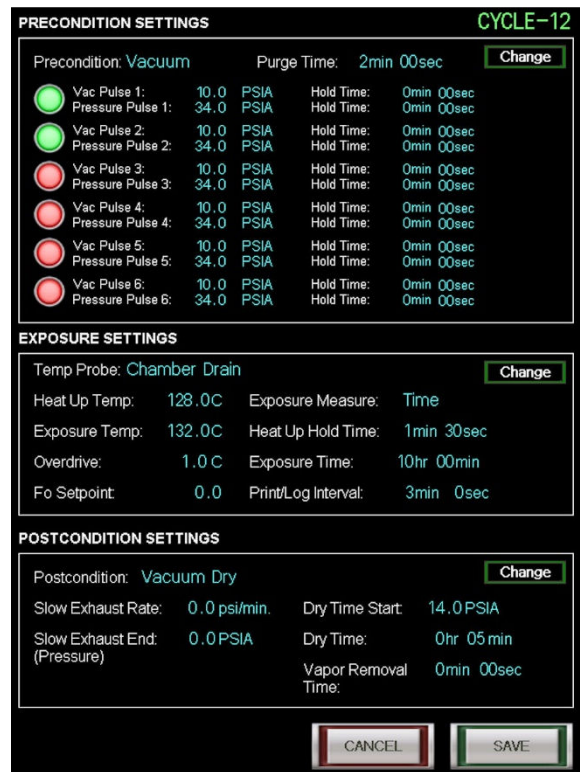 PRECONDITION SETTINGS CYCLE-12
Precondition: Vacuum Purge Time: 2min 00sec Change
Vac Pulse 1: 10.0 PSIA Hold Time: 0min 00sec
Pressure Pulse 1: 34.0 PSIA Hold Time: 0min 00sec
Vac Pulse 2: 10.0 PSIA Hold Time: 0min 00sec
Pressure Pulse 2: 34.0 PSIA Hold Time: 0min 00sec
Vac Pulse 3: 10.0 PSIA Hold Time: 0min 00sec
Pressure Pulse 3: 34.0 PSIA Hold Time: 0min 00sec
Vac Pulse 4: 10.0 PSIA Hold Time: 0min 00sec
Pressure Pulse 4: 34.0 PSIA Hold Time: 0min 00sec
Vac Pulse 5: 10.0 PSIA Hold Time: 0min 00sec
Pressure Pulse 5: 34.0 PSIA Hold Time: 0min 00sec
Vac Pulse 6: 10.0 PSIA Hold Time: 0min 00sec
Pressure Pulse 6: 34.0 PSIA Hold Time: 0min 00sec
EXPOSURE SETTINGS
Temp Probe: Chamber Drain Change
Heat Up Temp: 128.0C Exposure Measure: Time
Exposure Temp: 132.0C Heat Up Hold Time: 1min 30sec
Overdrive: 1.0 C Exposure Time: 10hr 00min
Fo Setpoint: 0.0 Print/Log Interval: 3min 0sec
POSTCONDITION SETTINGS
Postcondition: Vacuum Dry Change
Slow Exhaust Rate: 0.0 psi/min. Dry Time Start: 14.0 PSIA
Slow Exhaust End: 0.0 PSIA Dry Time: 0hr 05 min
(Pressure)
Vapor Removal 0min 00sec
Time:
CANCEL SAVE